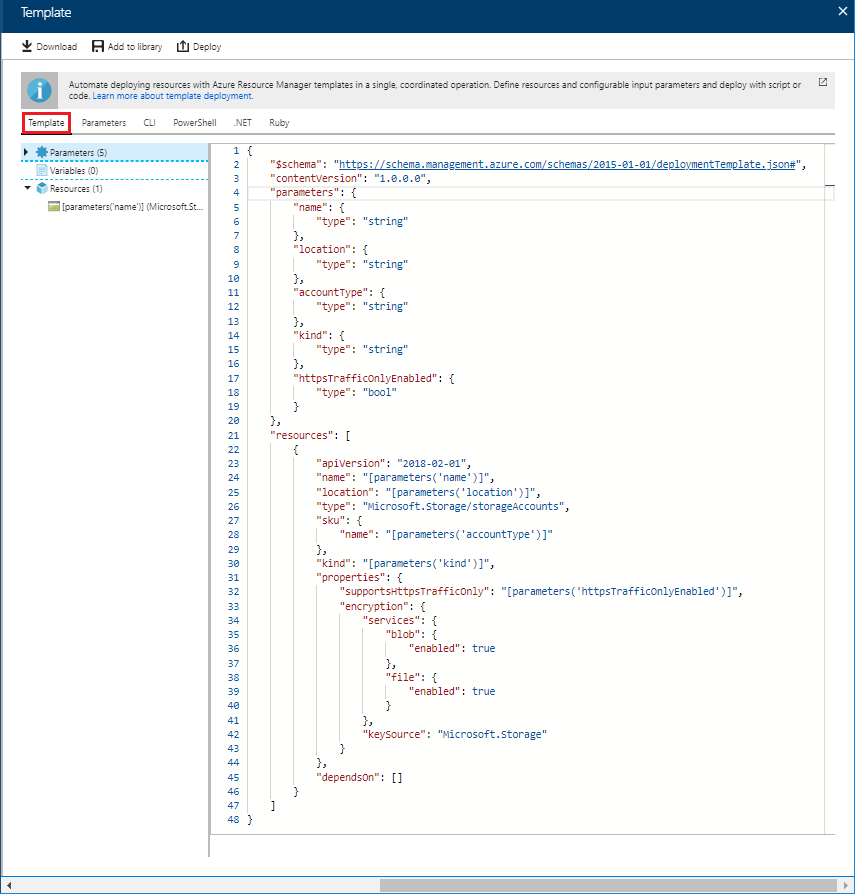 Template
Download Add to library Deploy
Automate deploying resources with Azure Resource Manager templates in a single, coordinated operation. Define resources and configurable input parameters and deploy with script or
code. Learn more about template deployment.
Template Parameters CLI PowerShell .NET Ruby
Parameters (5)
Variables (0)
Resources (1)
[parameters('name')] (Microsoft.St...
1 {
2 "$schema": "https://schema.management.azure.com/schemas/2015-01-01/deploymentTemplate.json#",
3 "contentVersion": "1.0.0.0",
4 "parameters": {
5 "name": {
6 "type": "string"
7 },
8 "location": {
9 "type": "string"
10 },
11 "accountType": {
12 "type": "string"
13 },
14 "kind": {
15 "type": "string"
16 },
17 "httpsTrafficOnlyEnabled": {
18 "type": "bool"
19 }
20 },
21 "resources": [
22 {
23 "apiVersion": "2018-02-01",
24 "name": "[parameters('name')]",
25 "location": "[parameters('location')]",
26 "type": "Microsoft.Storage/storageAccounts",
27 "sku": {
28 "name": "[parameters('accountType')]"
29 },
30 "kind": "[parameters('kind')]",
31 "properties": {
32 "supportsHttpsTrafficOnly": "[parameters('httpsTrafficOnlyEnabled')]",
33 "encryption": {
34 "services": {
35 "blob": {
36 "enabled": true
37 },
38 "file": {
39 "enabled": true
40 }
41 },
42 "keySource": "Microsoft.Storage"
43 }
44 },
45 "dependsOn": []
46 }
47 ]
48 }